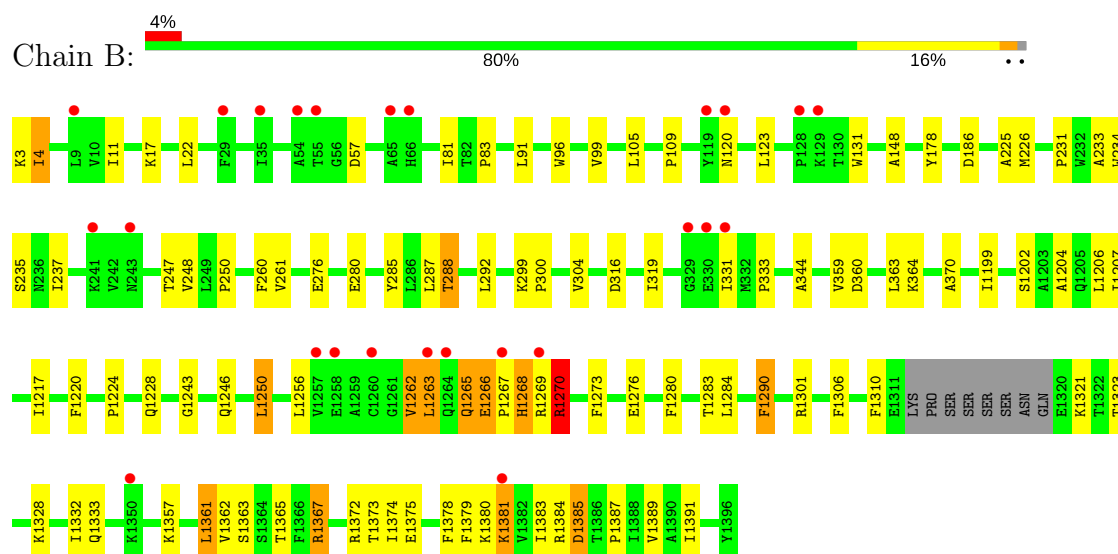 4%
Chain B:
80% 16% • •
K3 I4 L9 V10 I11 K17 L22 F29 I35 A54 T55 G56 D57 A65 H66 I81 T82 P83 L91 W96 V99 L105 P109 Y119 N120 L123 P128 K129 T130 W131 A148 Y178 D186 A225 M226 P231 W232 A233
S235 N236 I237 K241 V242 N243 T247 V248 L249 P250 F260 V261 E276 E280 Y285 L286 L287 T288 L292 K299 P300 V304 D316 I319 G329 E330 I331 M332 P333 A344 V359 D360 L363 K364 A370 I1199 S1202 A1203 A1204 Q1205 L1206
I1217 F1220 P1224 Q1228 G1243 Q1246 L1250 L1256 V1257 E1258 A1259 C1260 G1261 V1262 L1263 Q1264 Q1265 E1266 P1267 H1268 R1269 R1270 F1273 E1276 F1280 T1283 L1284 F1290 R1301 F1306 F1310 E1311 LYS PRO SER SER SER SER ASN GLN E1320 K1321 T1322
K1328 I1332 Q1333 K1350 K1357 L1361 V1362 S1363 S1364 T1365 F1366 R1367 R1372 T1373 I1374 E1375 F1378 F1379 K1380 K1381 V1382 I1383 R1384 D1385 T1386 P1387 I1388 V1389 A1390 I1391 Y1396